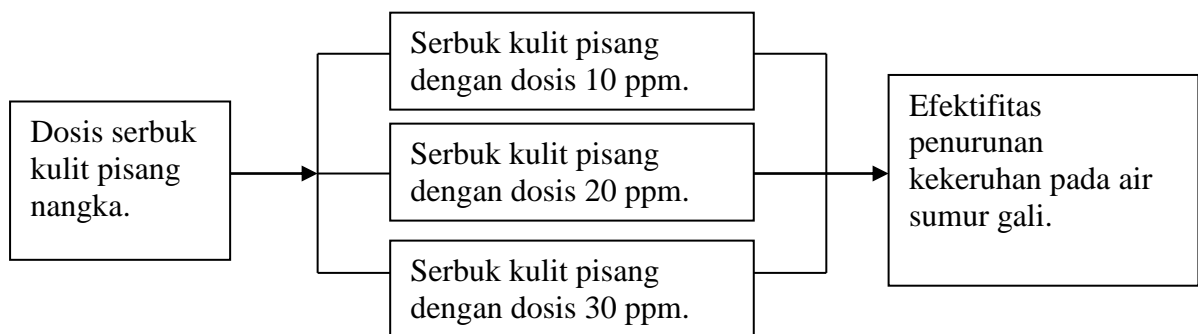 Dosis serbuk
kulit pisang
nangka.
Serbuk kulit pisang
dengan dosis 10 ppm.
Serbuk kulit pisang
dengan dosis 20 ppm.
Serbuk kulit pisang
dengan dosis 30 ppm.
Efektifitas
penurunan
kekeruhan pada air
sumur gali.